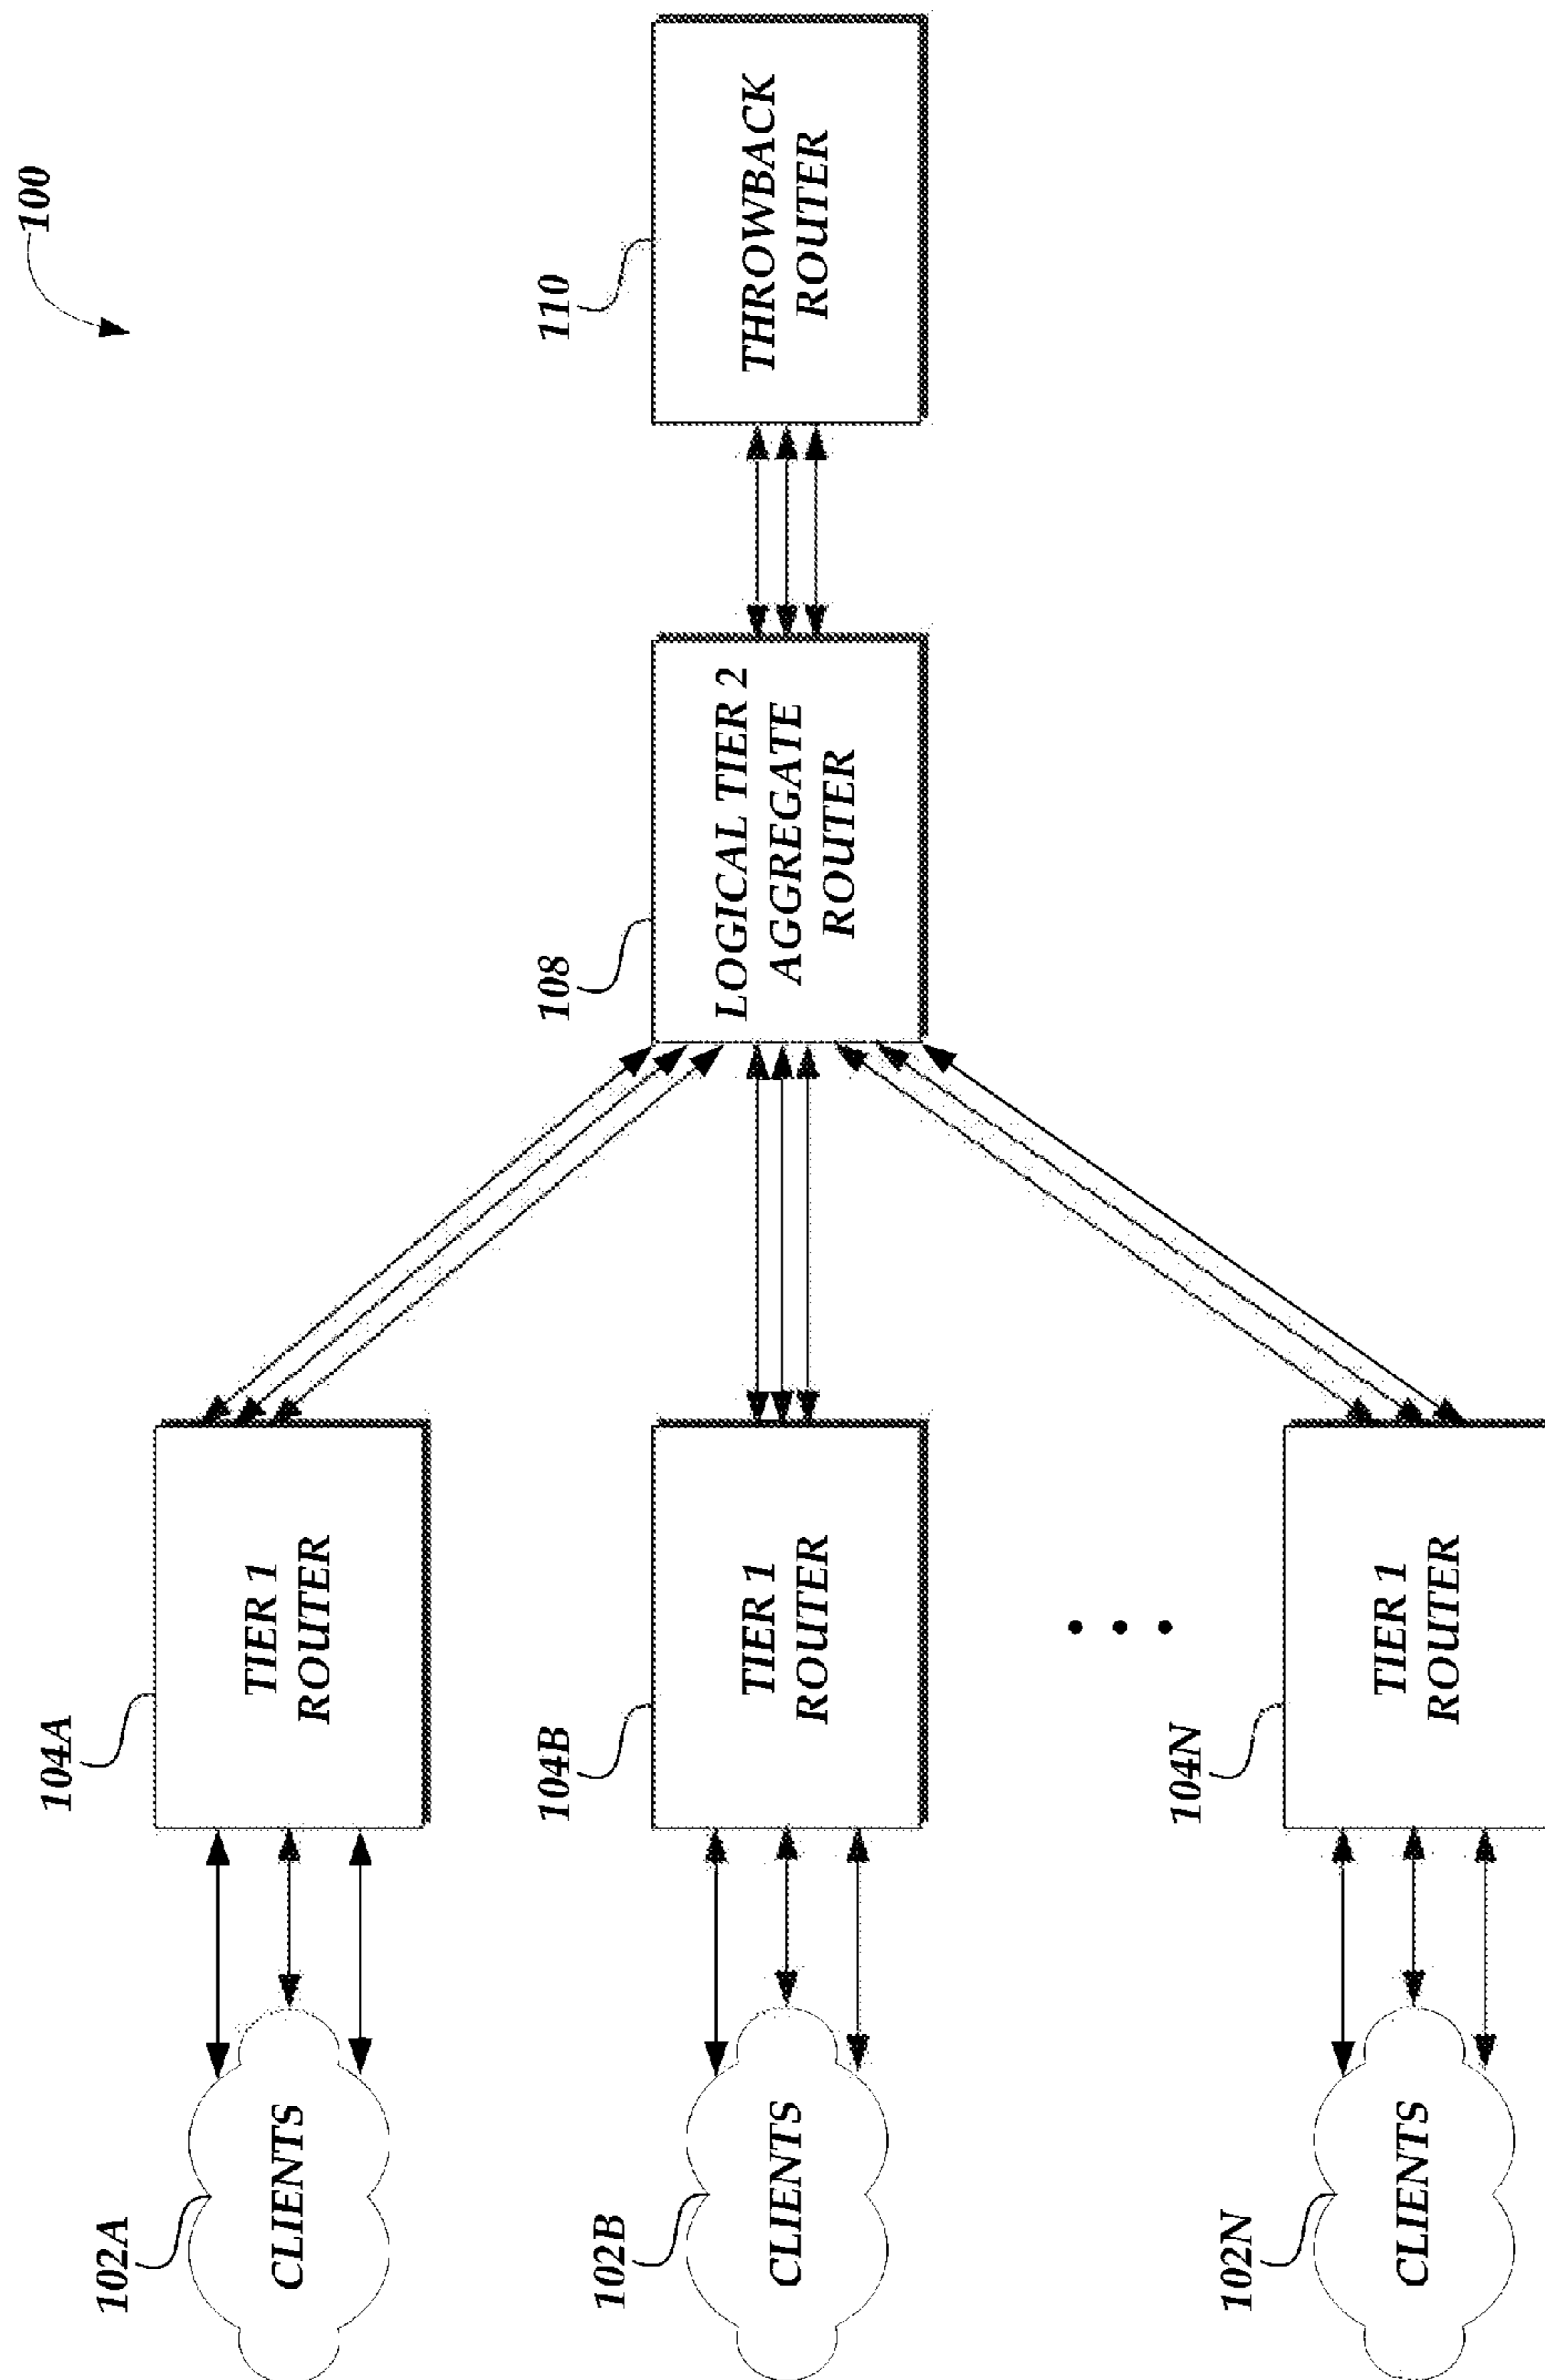 100
102A
CLIENTS
104A
TIER 1
ROUTER
102B
CLIENTS
104B
TIER 1
ROUTER
108
LOGICAL TIER 2
AGGREGATE
ROUTER
110
THROWBACK
ROUTER
102N
CLIENTS
104N
TIER 1
ROUTER